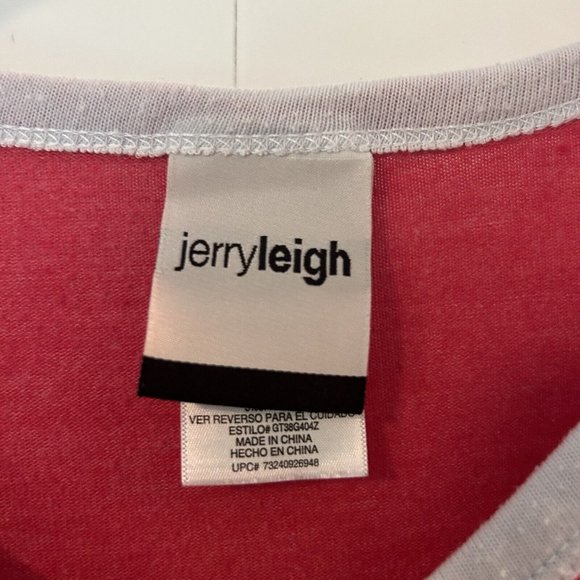 jerryleigh
VER REVERSO PARA EL CUIDADO
ESTILO# GT38G404Z
MADE IN CHINA
HECHO EN CHINA
UPC# 73240926948